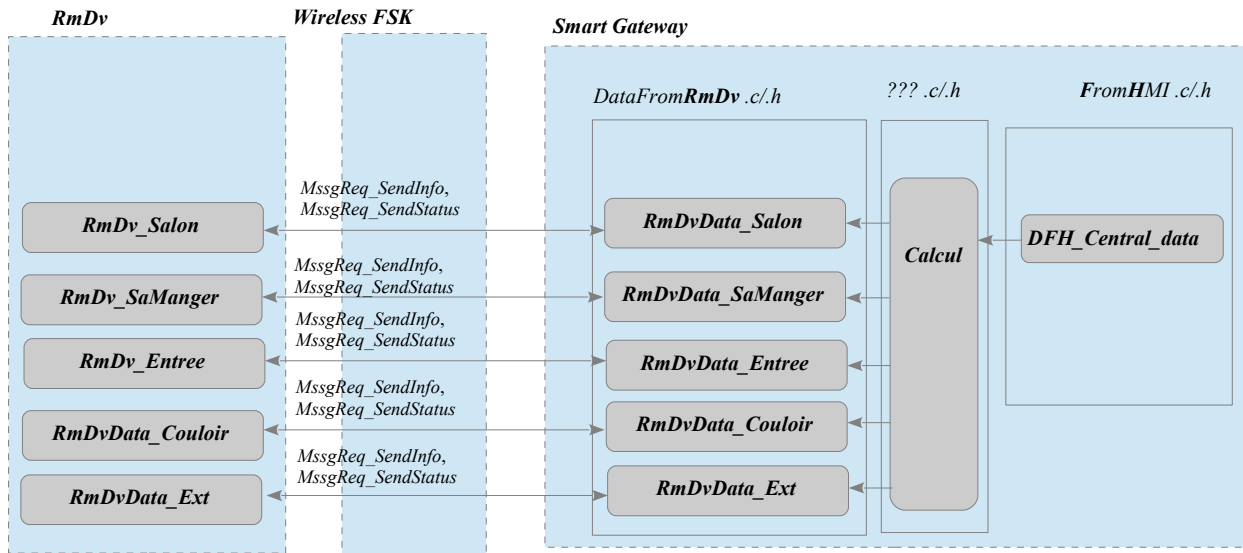 RmDv
Wireless FSK
Smart Gateway
DataFromRmDv .c/.h
??? .c/.h
FromHMI .c/.h
MssgReq_SendInfo,
MssgReq_SendStatus
RmDv_Salon
RmDvData_Salon
Calcul
DFH_Central_data
MssgReq_SendInfo,
MssgReq_SendStatus
RmDv_SaManger
RmDvData_SaManger
MssgReq_SendInfo,
MssgReq_SendStatus
RmDv_Entree
RmDvData_Entree
MssgReq_SendInfo,
MssgReq_SendStatus
RmDvData_Couloir
RmDvData_Couloir
MssgReq_SendInfo,
MssgReq_SendStatus
RmDvData_Ext
RmDvData_Ext